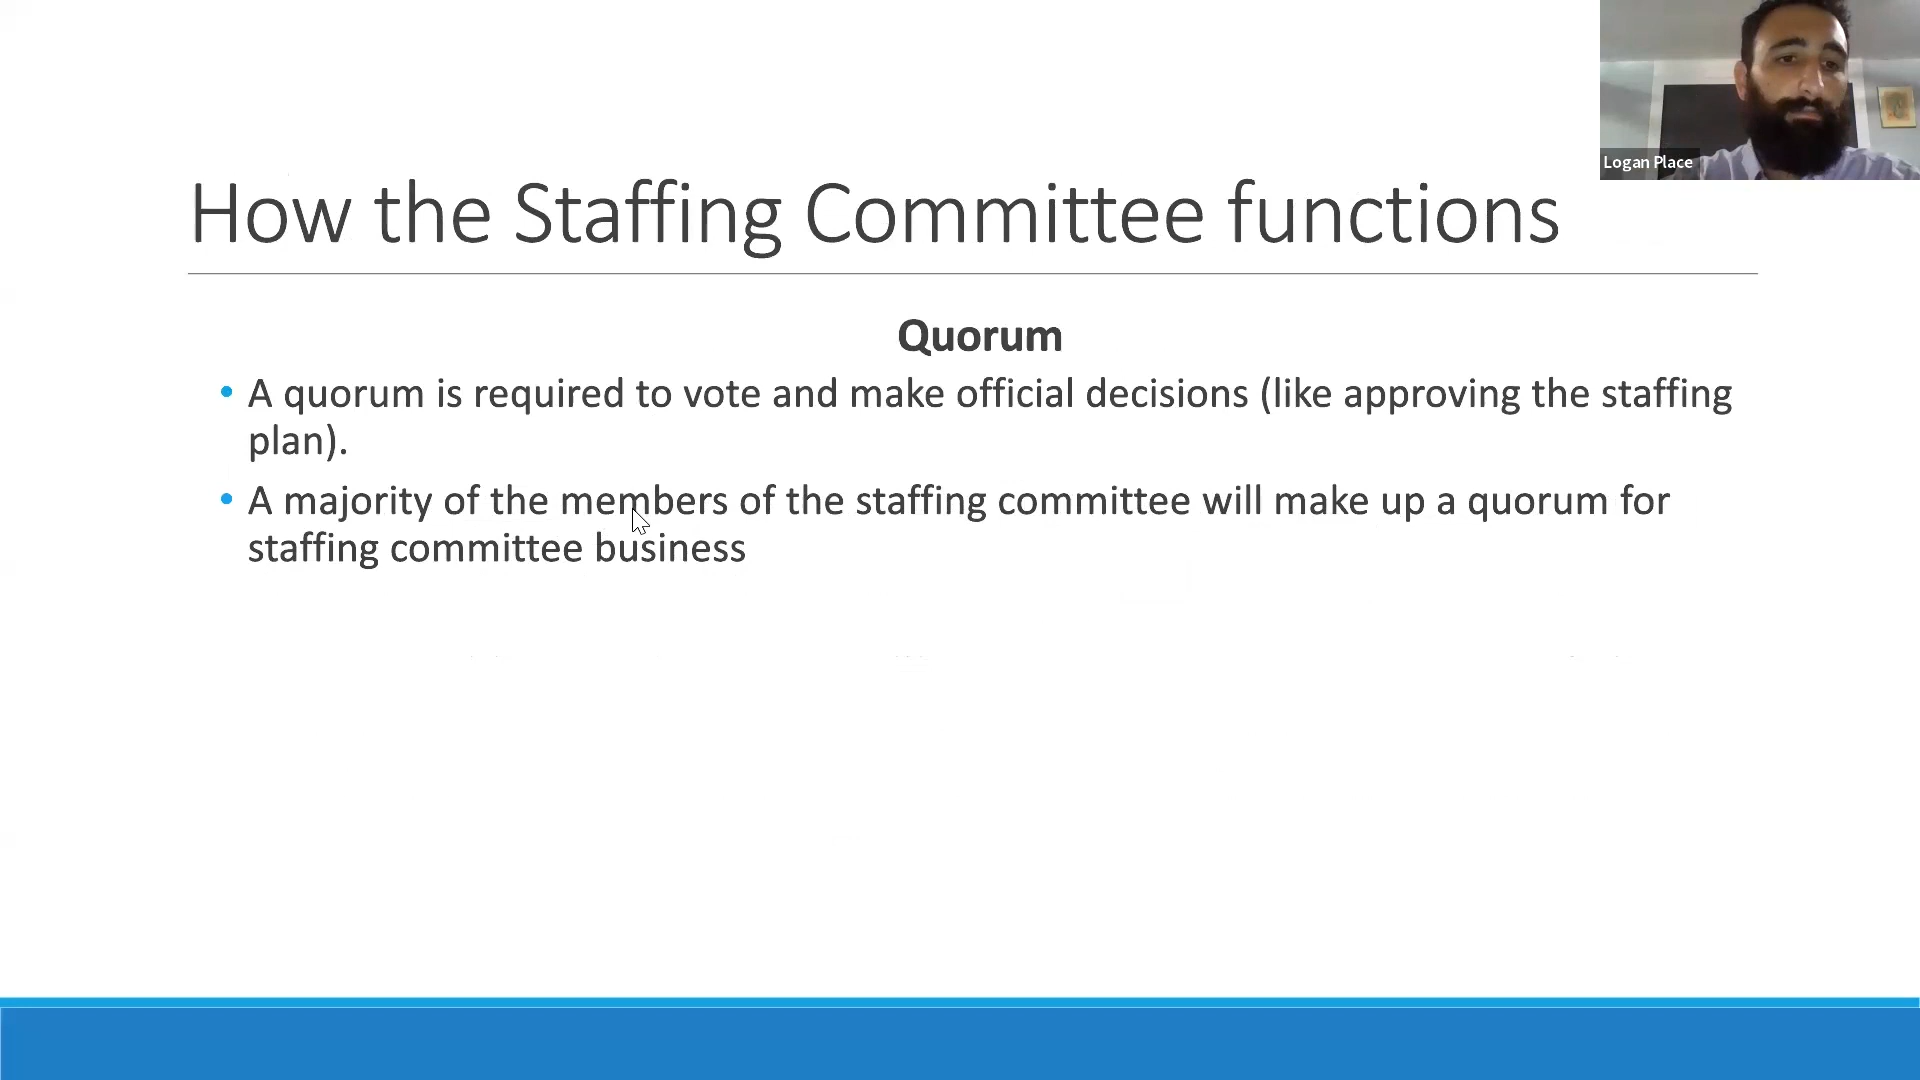 Logan Place
How the Staffing Committee functions
Quorum
• A quorum is required to vote and make official decisions (like approving the staffing
plan).
• A majority of the members of the staffing committee will make up a quorum for
staffing committee business